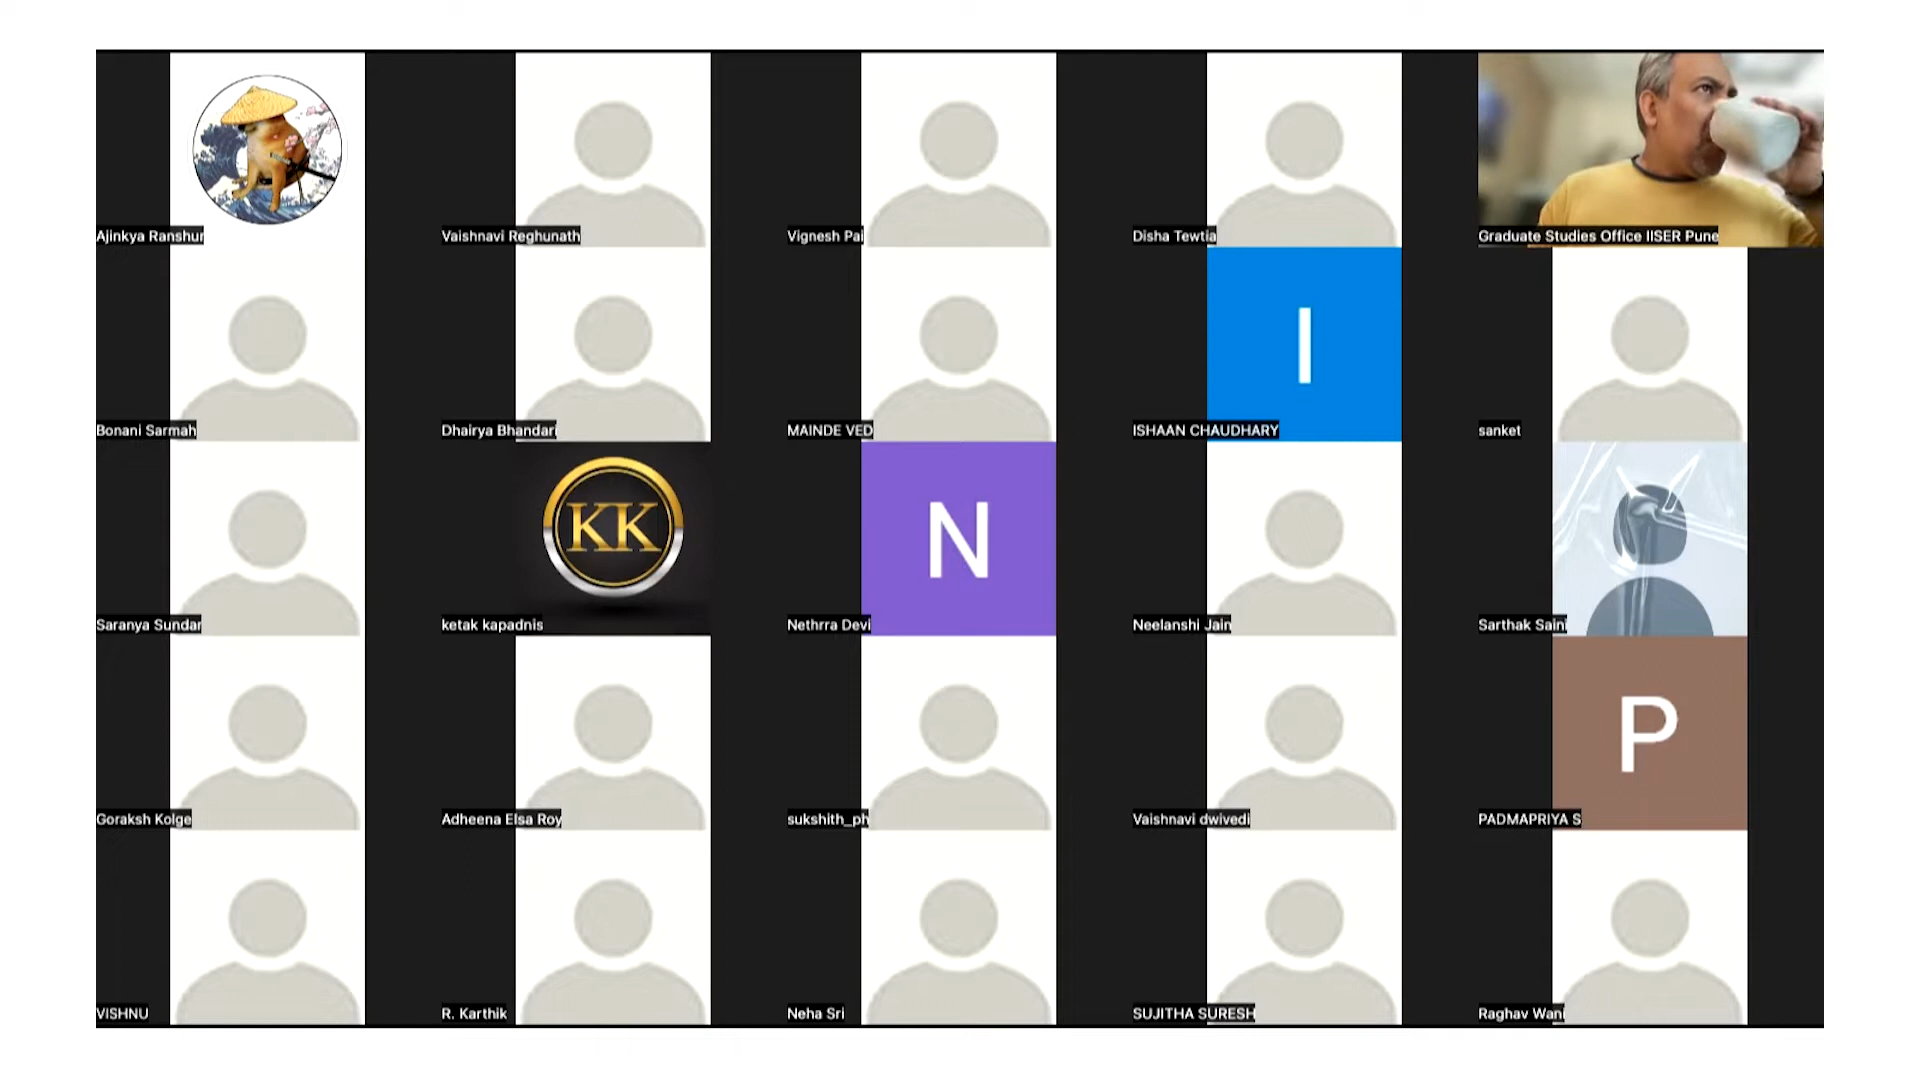 Ajinkya Ranshur
Vaishnavi Reghunath
Vignesh Pai
Disha Tewtia
Graduate Studies Office IISER Pune
Bonani Sarmah
Dhairya Bhandari
MAINDE VED
I
ISHAAN CHAUDHARY
sanket
Saranya Sundar
KK
ketak kapadnis
N
Nethrra Devi
Neelanshi Jain
Sarthak Saini
Goraksh Kolge
Adheena Elsa Roy
sukshith_ph
Vaishnavi dwivedi
P
PADMAPRIYA S
VISHNU
R. Karthik
Neha Sri
SUJITHA SURESH
Raghav Wani